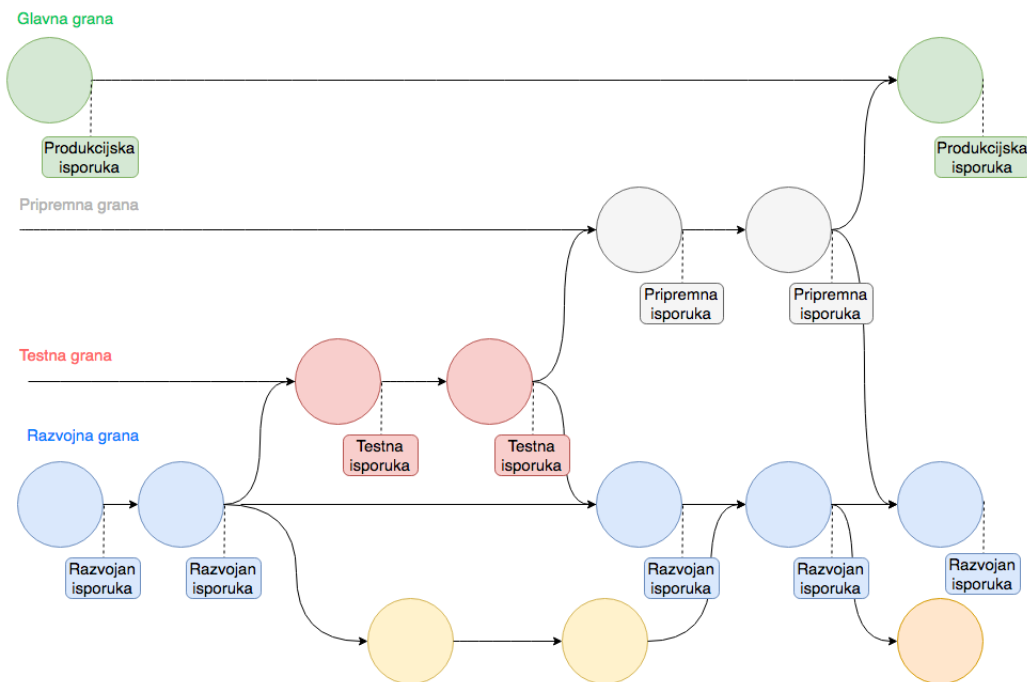 Glavna grana
Produkcijska
isporuka
Produkcijska
isporuka
Pripremna grana
Pripremna
isporuka
Pripremna
isporuka
Testna grana
Testna
isporuka
Testna
isporuka
Razvojna grana
Razvojan
isporuka
Razvojan
isporuka
Razvojan
isporuka
Razvojan
isporuka
Razvojan
isporuka